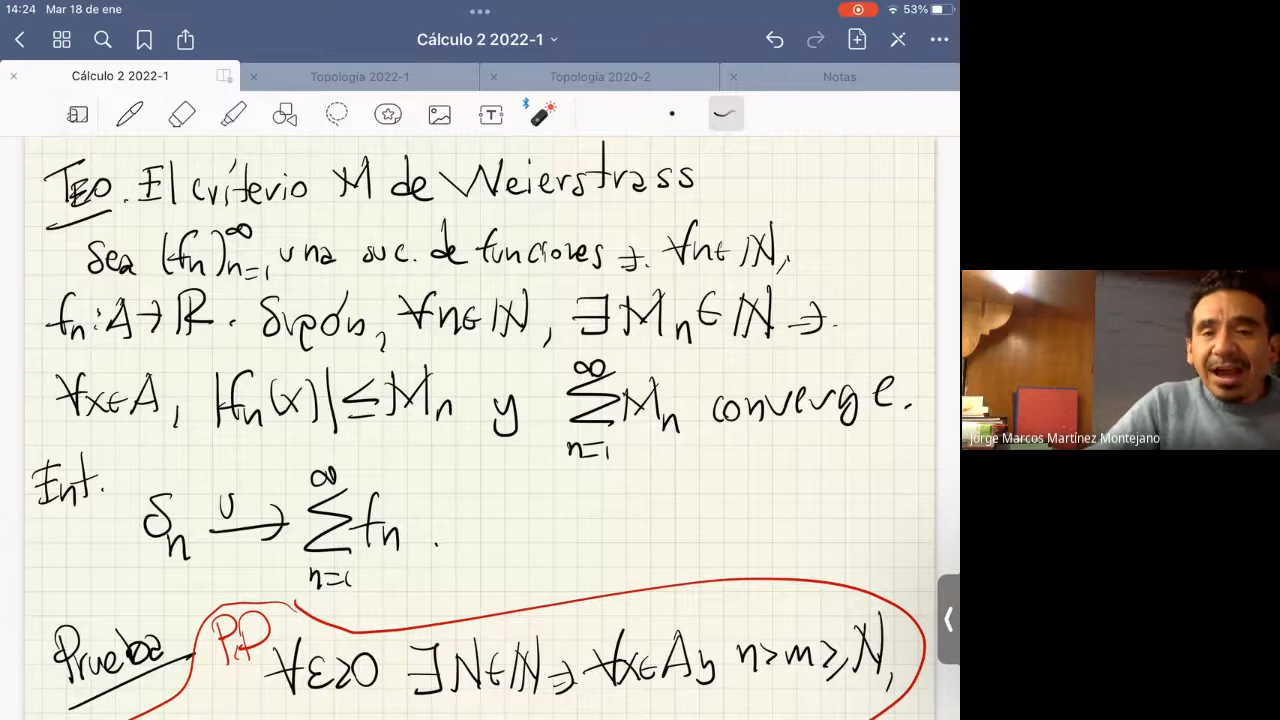 14:24 Mar 18 de ene
53%
Cálculo 2 2022-1
Cálculo 2 2022-1
Topología 2022-1
Topología 2020-2
Notas
TEO. El criterio M de Weierstrass
Sea (fn)_{n=1}^∞ una suc. de funciones ∋. ∀n∈ℕ,
fn: A→ℝ. Supón, ∀n∈ℕ, ∃Mn∈ℕ ∋.
∀x∈A, |fn(x)|≤Mn y ∑_{n=1}^∞ Mn converge.
Ent.
Sn →^U ∑_{n=1}^∞ fn.
Prueba P.D ∀ε>0 ∃N∈ℕ ∋ ∀x∈A y n>m≥N,
Jorge Marcos Martínez Montejano